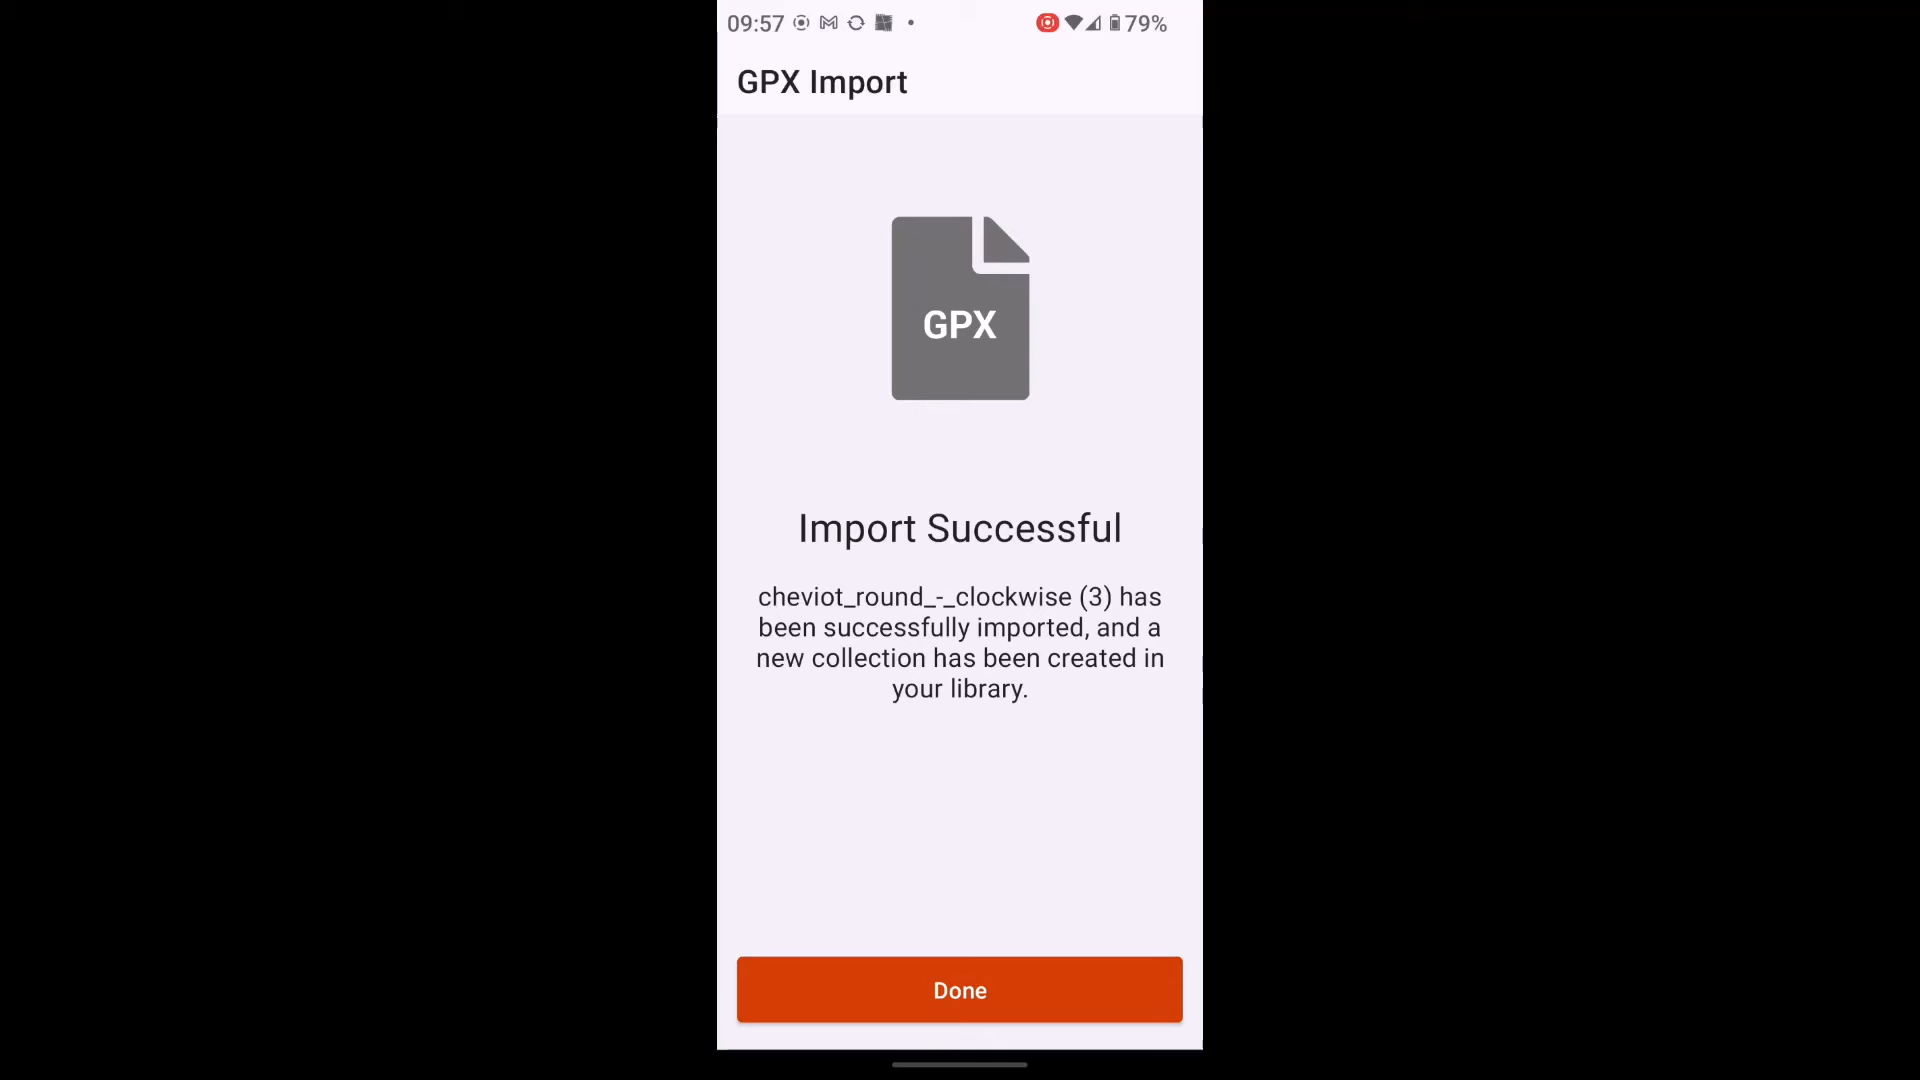 09:57
79%
GPX Import
GPX
Import Successful
cheviot_round_-_clockwise (3) has
been successfully imported, and a
new collection has been created in
your library.
Done